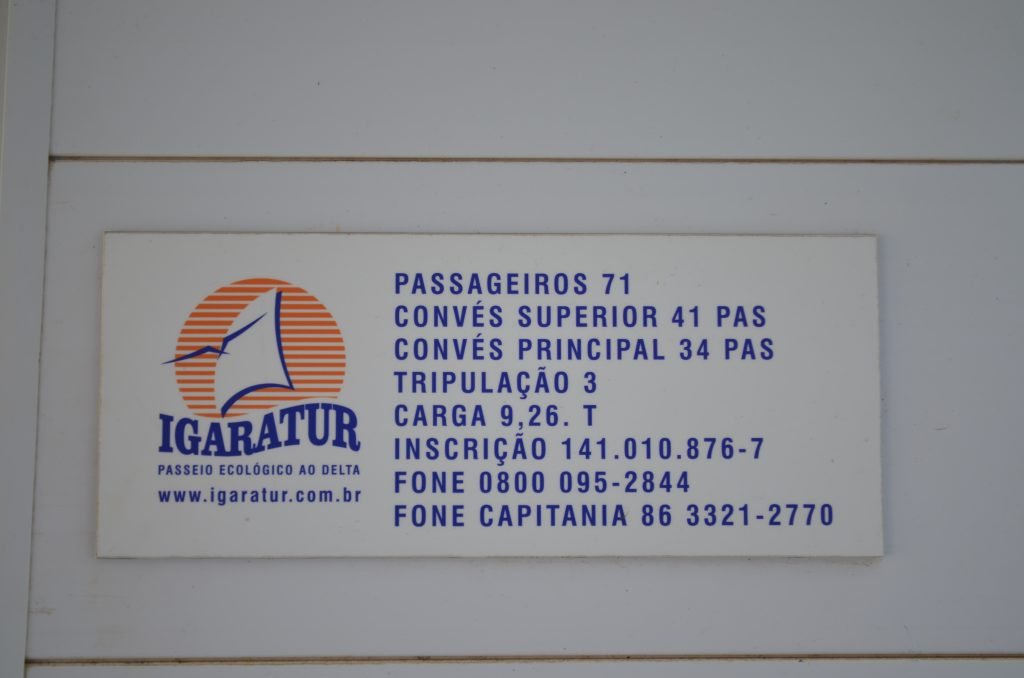 IGARATUR
PASSEIO ECOLÓGICO AO DELTA
www.igaratur.com.br
PASSAGEIROS 71
CONVÉS SUPERIOR 41 PAS
CONVÉS PRINCIPAL 34 PAS
TRIPULAÇÃO 3
CARGA 9,26. T
INSCRIÇÃO 141.010.876-7
FONE 0800 095-2844
FONE CAPITANIA 86 3321-2770